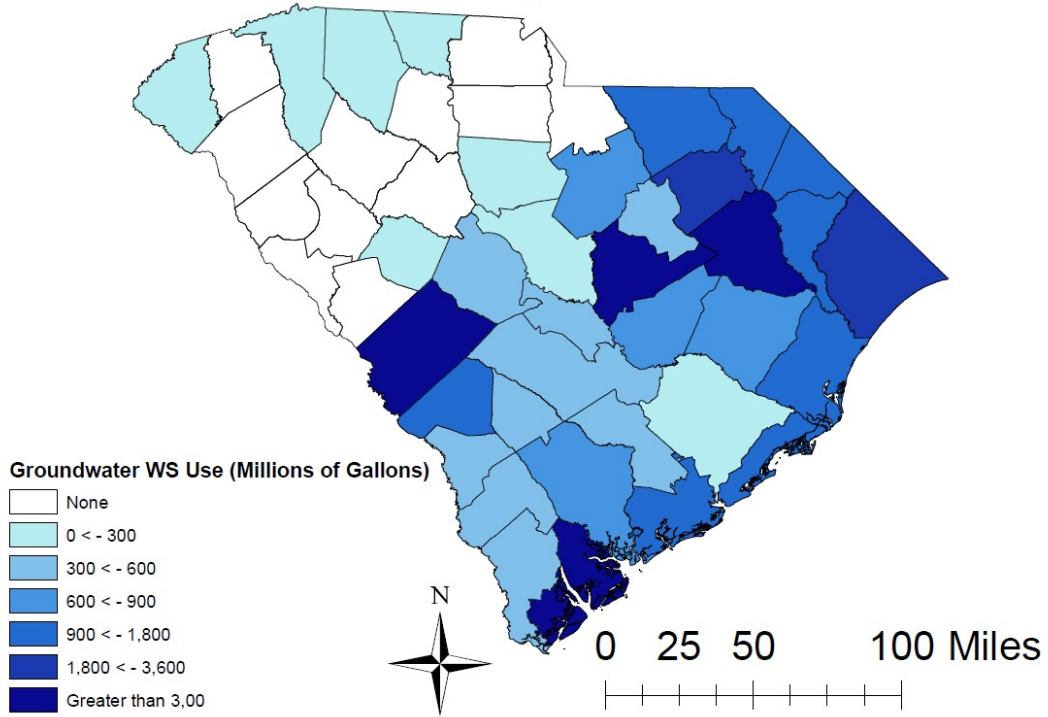 Groundwater WS Use (Millions of Gallons)
None
0 < - 300
300 < - 600
600 < - 900
900 < - 1.800
1,800 < - 3,600
Greater than 3,00
N
0 25 50 100 Miles